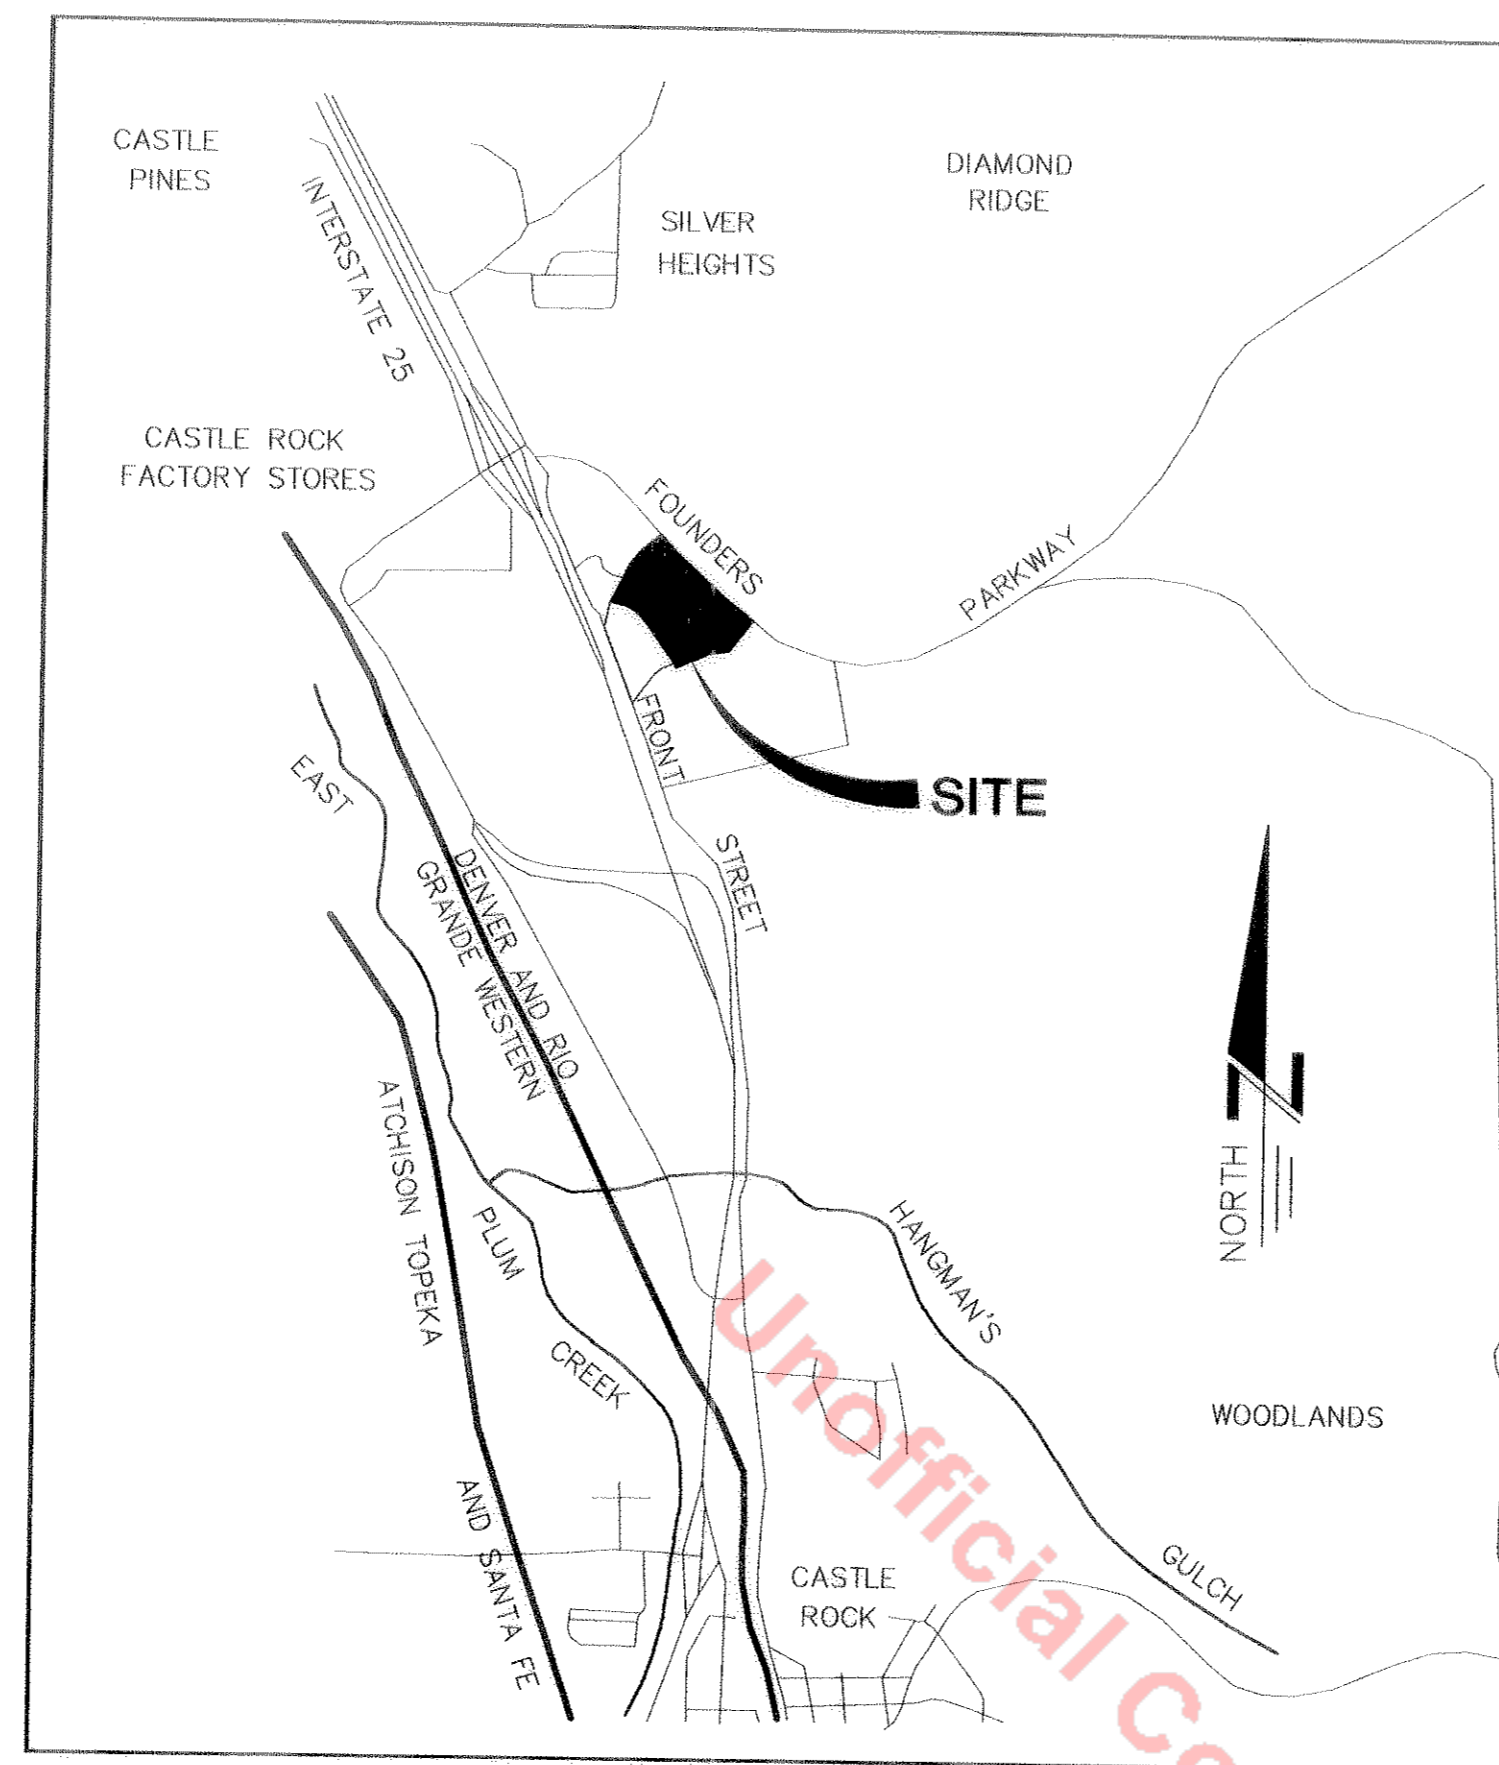 CASTLE
PINES
DIAMOND
RIDGE
SILVER
HEIGHTS
INTERSTATE 25
CASTLE ROCK
FACTORY STORES
FOUNDERS
PARKWAY
FRONT
SITE
EAST
STREET
DENVER AND RIO
GRANDE WESTERN
ATCHISON TOPEKA
NORTH
N
PLUM
HANGMAN'S
CREEK
WOODLANDS
AND SANTA FE
CASTLE
ROCK
GULCH
Unofficial Co